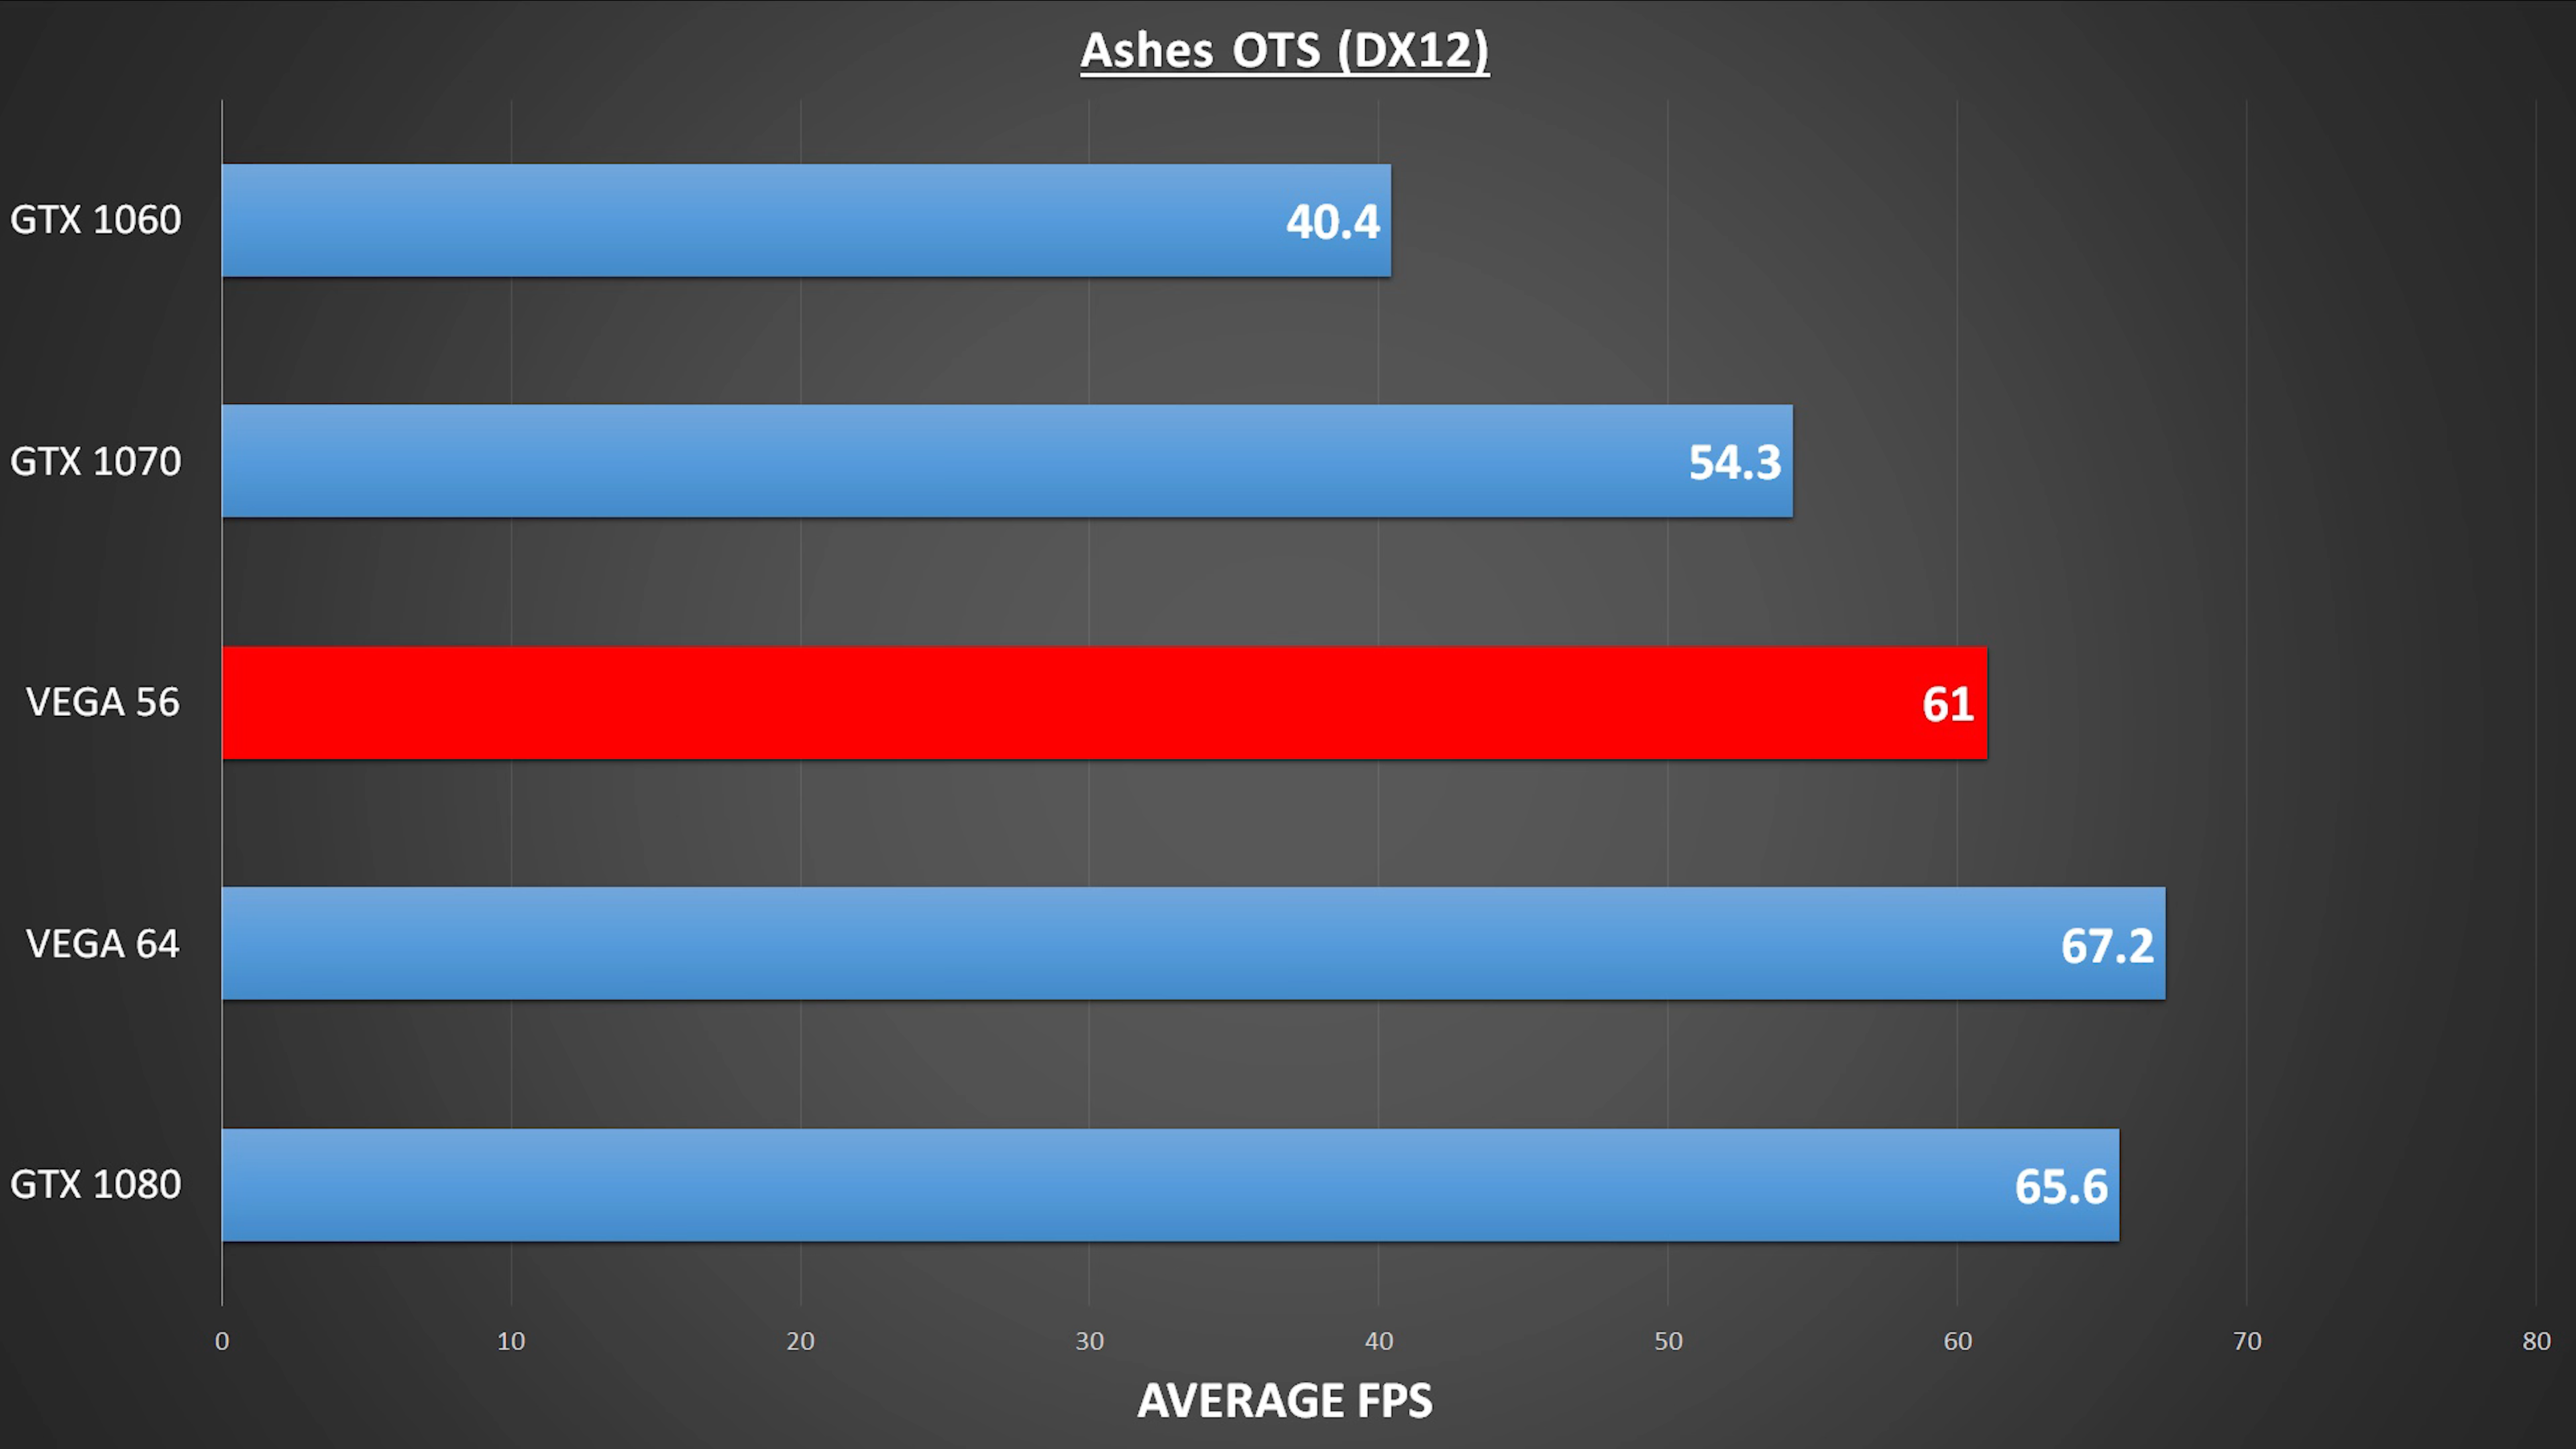 Ashes OTS (DX12)
GTX 1060
40.4
GTX 1070
54.3
VEGA 56
61
VEGA 64
67.2
GTX 1080
65.6
0 10 20 30 40 50 60 70 80
AVERAGE FPS